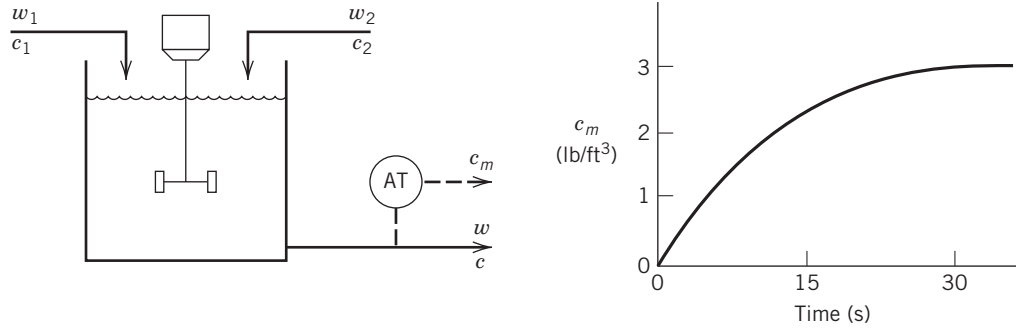 w₁
c₁
w₂
c₂
AT
cₘ
w
c
cₘ
(lb/ft³)
3
2
1
0
0 15 30
Time (s)